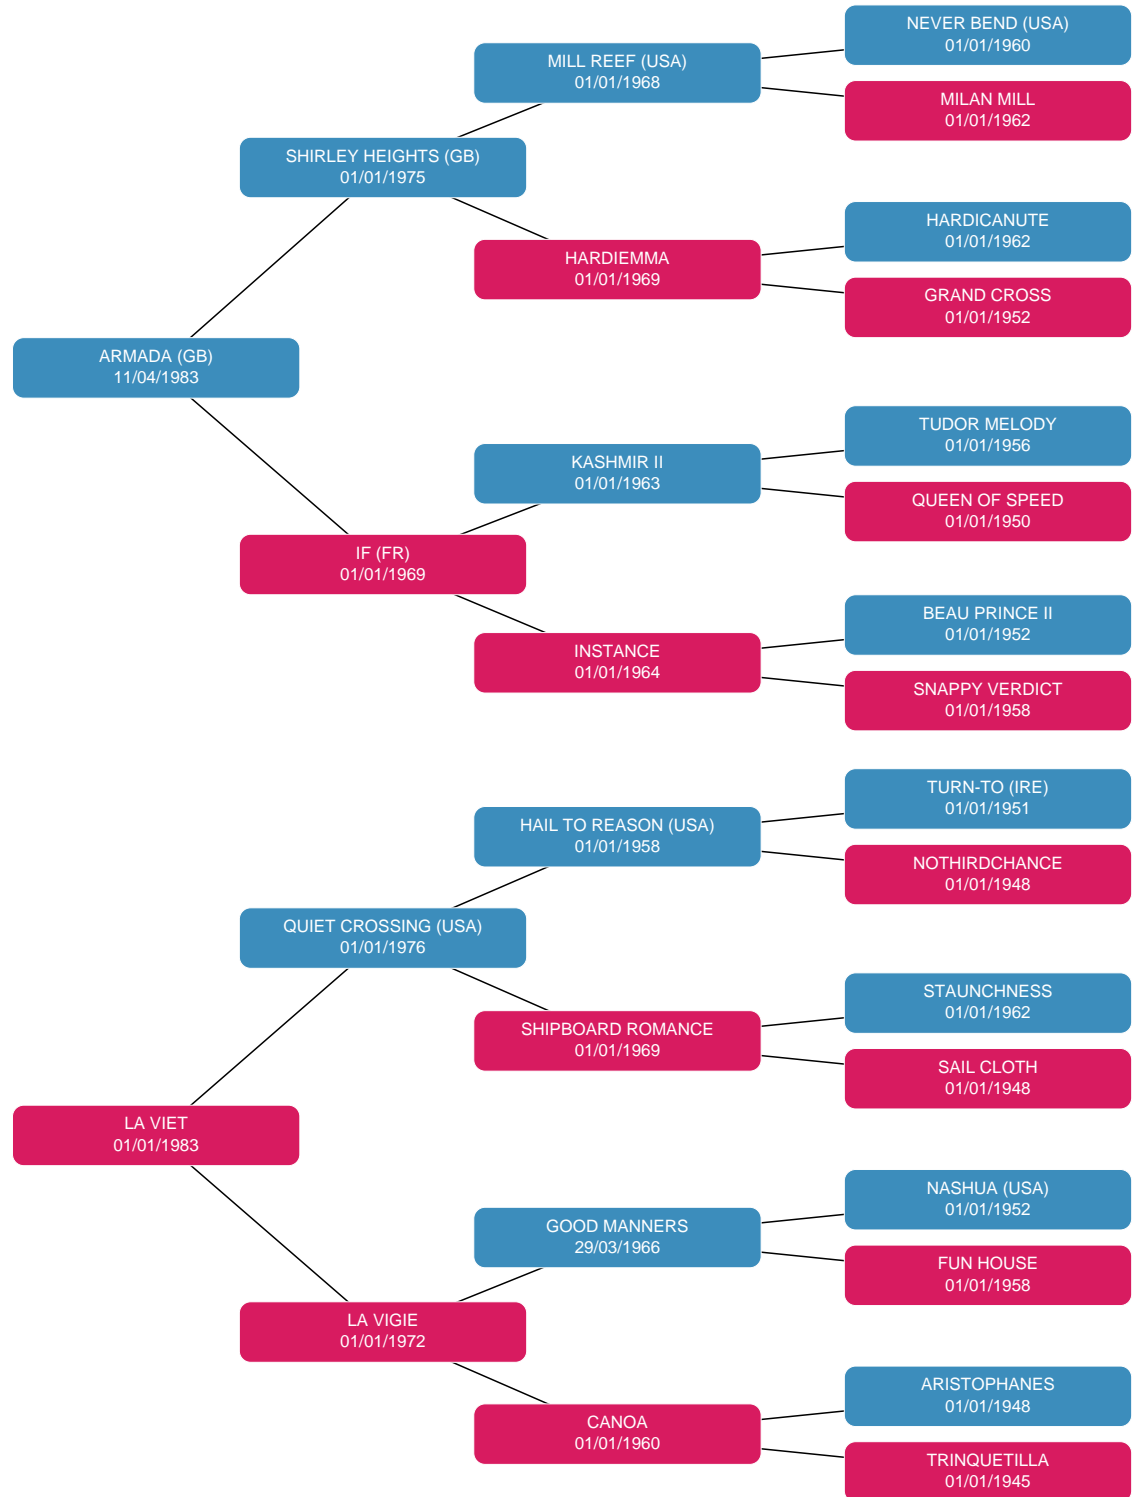 NEVER BEND (USA)
01/01/1960
MILL REEF (USA)
01/01/1968
MILAN MILL
01/01/1962
SHIRLEY HEIGHTS (GB)
01/01/1975
HARDICANUTE
01/01/1962
HARDIEMMA
01/01/1969
GRAND CROSS
01/01/1952
ARMADA (GB)
11/04/1983
TUDOR MELODY
01/01/1956
KASHMIR II
01/01/1963
QUEEN OF SPEED
01/01/1950
IF (FR)
01/01/1969
BEAU PRINCE II
01/01/1952
INSTANCE
01/01/1964
SNAPPY VERDICT
01/01/1958
TURN-TO (IRE)
01/01/1951
HAIL TO REASON (USA)
01/01/1958
NOTHIRDCHANCE
01/01/1948
QUIET CROSSING (USA)
01/01/1976
STAUNCHNESS
01/01/1962
SHIPBOARD ROMANCE
01/01/1969
SAIL CLOTH
01/01/1948
LA VIET
01/01/1983
NASHUA (USA)
01/01/1952
GOOD MANNERS
29/03/1966
FUN HOUSE
01/01/1958
LA VIGIE
01/01/1972
ARISTOPHANES
01/01/1948
CANOA
01/01/1960
TRINQUETILLA
01/01/1945